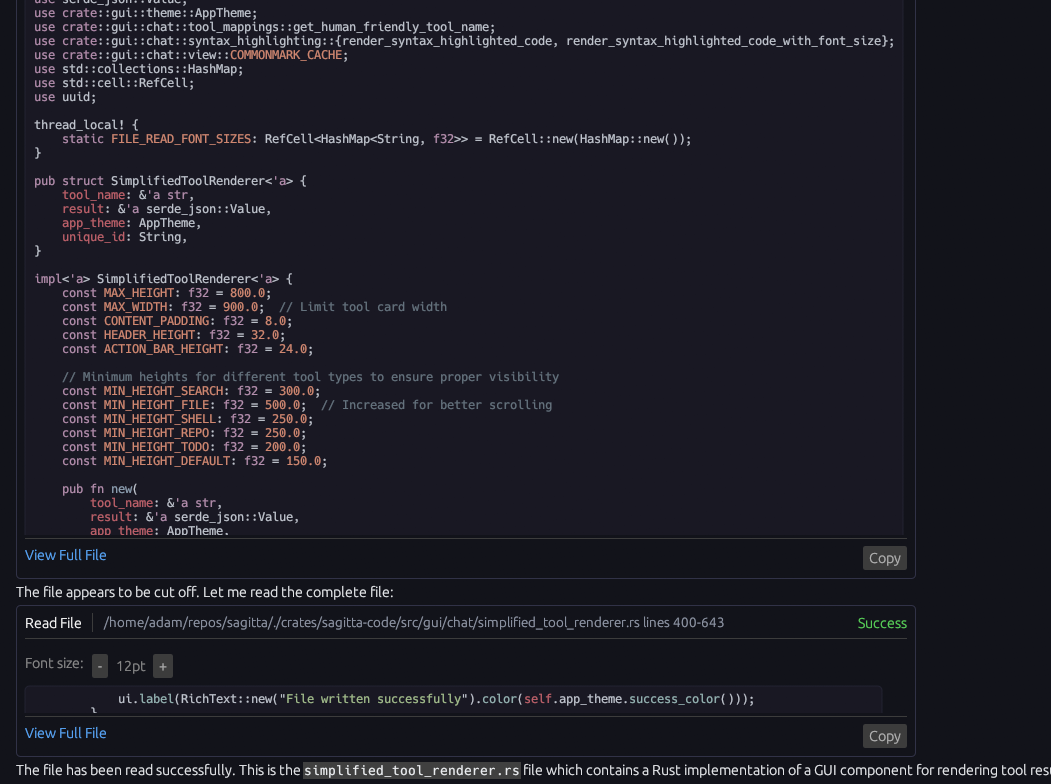 use serde_json::Value;
use crate::gui::theme::AppTheme;
use crate::gui::chat::tool_mappings::get_human_friendly_tool_name;
use crate::gui::chat::syntax_highlighting::{render_syntax_highlighted_code, render_syntax_highlighted_code_with_font_size};
use crate::gui::chat::view::COMMONMARK_CACHE;
use std::collections::HashMap;
use std::cell::RefCell;
use uuid;
thread_local! {
    static FILE_READ_FONT_SIZES: RefCell<HashMap<String, f32>> = RefCell::new(HashMap::new());
}
pub struct SimplifiedToolRenderer<'a> {
    tool_name: &'a str,
    result: &'a serde_json::Value,
    app_theme: AppTheme,
    unique_id: String,
}
impl<'a> SimplifiedToolRenderer<'a> {
    const MAX_HEIGHT: f32 = 800.0;
    const MAX_WIDTH: f32 = 900.0;  // Limit tool card width
    const CONTENT_PADDING: f32 = 8.0;
    const HEADER_HEIGHT: f32 = 32.0;
    const ACTION_BAR_HEIGHT: f32 = 24.0;
    // Minimum heights for different tool types to ensure proper visibility
    const MIN_HEIGHT_SEARCH: f32 = 300.0;
    const MIN_HEIGHT_FILE: f32 = 500.0;  // Increased for better scrolling
    const MIN_HEIGHT_SHELL: f32 = 250.0;
    const MIN_HEIGHT_REPO: f32 = 250.0;
    const MIN_HEIGHT_TODO: f32 = 200.0;
    const MIN_HEIGHT_DEFAULT: f32 = 150.0;
    pub fn new(
        tool_name: &'a str,
        result: &'a serde_json::Value,
        app_theme: AppTheme,
View Full File
Copy
The file appears to be cut off. Let me read the complete file:
Read File /home/adam/repos/sagitta/./crates/sagitta-code/src/gui/chat/simplified_tool_renderer.rs lines 400-643 Success
Font size: - 12pt +
            ui.label(RichText::new("File written successfully").color(self.app_theme.success_color()));
        }
View Full File
Copy
The file has been read successfully. This is the simplified_tool_renderer.rs file which contains a Rust implementation of a GUI component for rendering tool res